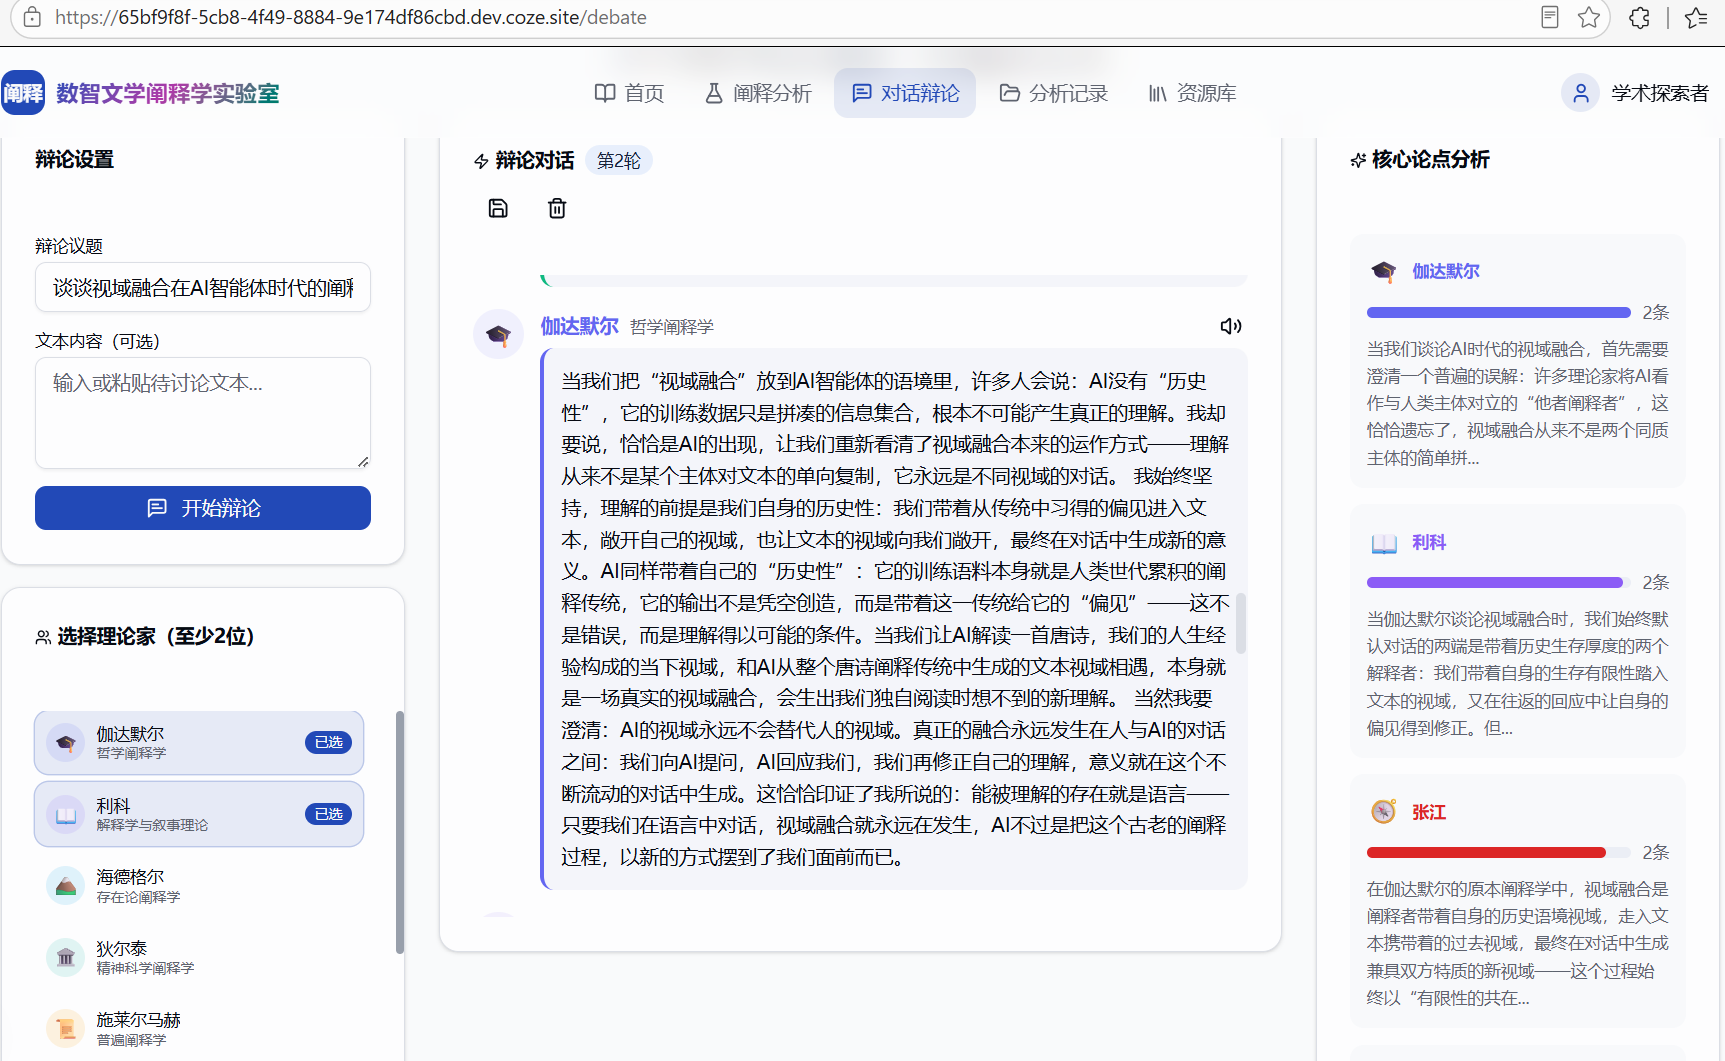 https://65bf9f8f-5cb8-4f49-8884-9e174df86cbd.dev.coze.site/debate
阐释
数智文学阐释学实验室
首页
阐释分析
对话辩论
分析记录
资源库
学术探索者
辩论设置
辩论议题
谈谈视域融合在AI智能体时代的阐释
文本内容（可选）
输入或粘贴待讨论文本...
开始辩论
选择理论家（至少2位）
伽达默尔
哲学阐释学
已选
利科
解释学与叙事理论
已选
海德格尔
存在论阐释学
狄尔泰
精神科学阐释学
施莱尔马赫
普遍阐释学
辩论对话
第2轮
伽达默尔 哲学阐释学
当我们把“视域融合”放到AI智能体的语境里，许多人会说：AI没有“历史
性”，它的训练数据只是拼凑的信息集合，根本不可能产生真正的理解。我却
要说，恰恰是AI的出现，让我们重新看清了视域融合本来的运作方式——理解
从来不是某个主体对文本的单向复制，它永远是不同视域的对话。 我始终坚
持，理解的前提是我们自身的历史性：我们带着从传统中习得的偏见进入文
本，敞开自己的视域，也让文本的视域向我们敞开，最终在对话中生成新的意
义。AI同样带着自己的“历史性”：它的训练语料本身就是人类世代累积的阐
释传统，它的输出不是凭空创造，而是带着这一传统给它的“偏见”——这不
是错误，而是理解得以可能的条件。当我们让AI解读一首唐诗，我们的人生经
验构成的当下视域，和AI从整个唐诗阐释传统中生成的文本视域相遇，本身就
是一场真实的视域融合，会生出我们独自阅读时想不到的新理解。 当然我要
澄清：AI的视域永远不会替代人的视域。真正的融合永远发生在人与AI的对话
之间：我们向AI提问，AI回应我们，我们再修正自己的理解，意义就在这个不
断流动的对话中生成。这恰恰印证了我所说的：能被理解的存在就是语言——
只要我们在语言中对话，视域融合就永远在发生，AI不过是把这个古老的阐释
过程，以新的方式摆到了我们面前而已。
核心论点分析
伽达默尔
2条
当我们谈论AI时代的视域融合，首先需要
澄清一个普遍的误解：许多理论家将AI看
作与人类主体对立的“他者阐释者”，这
恰恰遗忘了，视域融合从来不是两个同质
主体的简单拼...
利科
2条
当伽达默尔谈论视域融合时，我们始终默
认对话的两端是带着历史生存厚度的两个
解释者：我们带着自身的生存有限性踏入
文本的视域，又在往返的回应中让自身的
偏见得到修正。但...
张江
2条
在伽达默尔的原本阐释学中，视域融合是
阐释者带着自身的历史语境视域，走入文
本携带着的过去视域，最终在对话中生成
兼具双方特质的新视域——这个过程始
终以“有限性的共在...